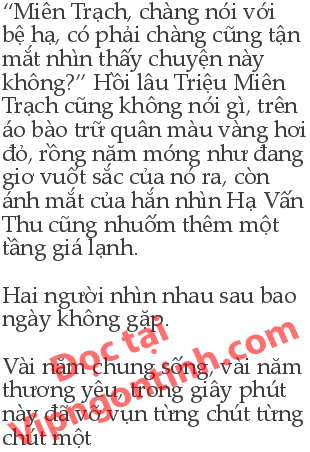 “Miên Trạch, chàng nói với
bệ hạ, có phải chàng cũng tận
mắt nhìn thấy chuyện này
không?” Hồi lâu Triệu Miên
Trạch cũng không nói gì, trên
áo bào trữ quân màu vàng hơi
đỏ, rồng năm móng như đang
giơ vuốt sắc của nó ra, còn
ánh mắt của hắn nhìn Hạ Vấn
Thu cũng nhuốm thêm một
tầng giá lạnh.
Hai người nhìn nhau sau bao
ngày không gặp.
Đọc tại
Vipngontinh.com
Vài năm chung sống, vài năm
thương yêu, trong giây phút
này đã vỡ vụn từng chút từng
chút một